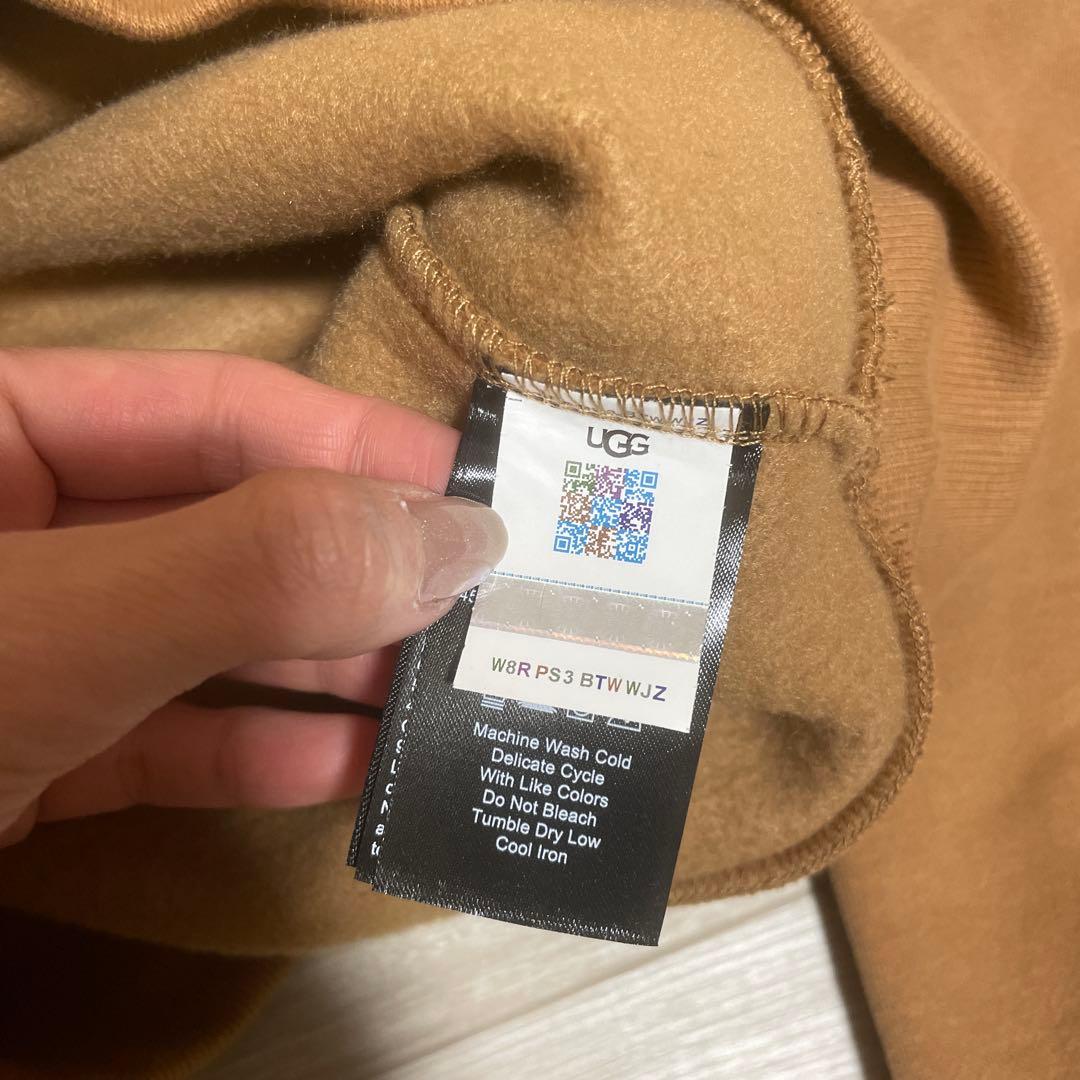 UGG
W8R PS3 BTW WJZ
Machine Wash Cold
Delicate Cycle
With Like Colors
Do Not Bleach
Tumble Dry Low
Cool Iron